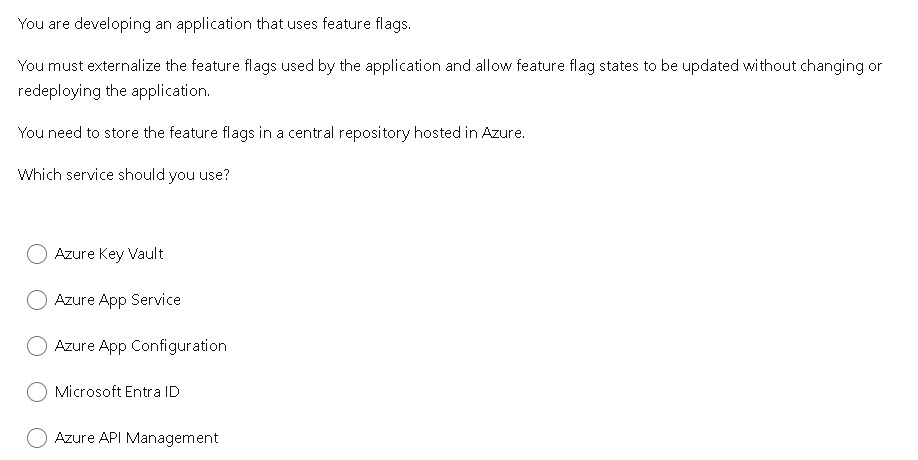 You are developing an application that uses feature flags.
You must externalize the feature flags used by the application and allow feature flag states to be updated without changing or
redeploying the application.
You need to store the feature flags in a central repository hosted in Azure.
Which service should you use?
Azure Key Vault
Azure App Service
Azure App Configuration
Microsoft Entra ID
Azure API Management